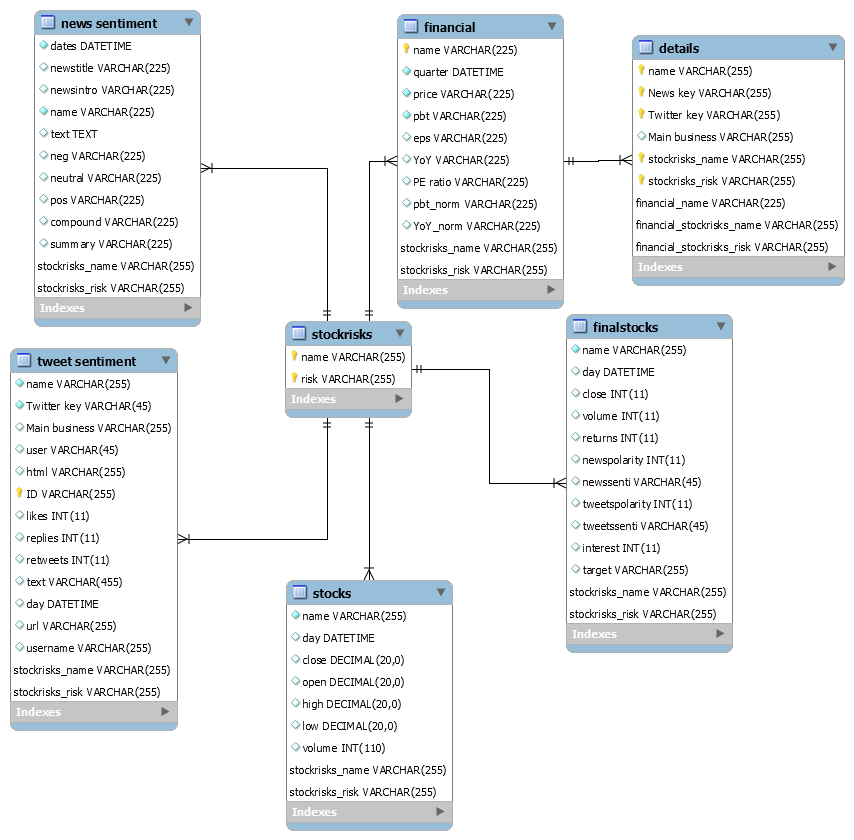 news sentiment
dates DATETIME
newstitle VARCHAR(225)
newsintro VARCHAR(225)
name VARCHAR(225)
text TEXT
neg VARCHAR(225)
neutral VARCHAR(225)
pos VARCHAR(225)
compound VARCHAR(225)
summary VARCHAR(225)
stockrisks_name VARCHAR(255)
stockrisks_risk VARCHAR(255)
Indexes
financial
name VARCHAR(225)
quarter DATETIME
price VARCHAR(225)
pbt VARCHAR(225)
eps VARCHAR(225)
YoY VARCHAR(225)
PE ratio VARCHAR(225)
pbt_norm VARCHAR(225)
YoY_norm VARCHAR(225)
stockrisks_name VARCHAR(255)
stockrisks_risk VARCHAR(255)
Indexes
details
name VARCHAR(255)
News key VARCHAR(255)
Twitter key VARCHAR(255)
Main business VARCHAR(255)
stockrisks_name VARCHAR(255)
stockrisks_risk VARCHAR(255)
financial_name VARCHAR(225)
financial_stockrisks_name VARCHAR(255)
financial_stockrisks_risk VARCHAR(255)
Indexes
stockrisks
name VARCHAR(255)
risk VARCHAR(255)
Indexes
finalstocks
name VARCHAR(255)
day DATETIME
close INT(11)
volume INT(11)
returns INT(11)
newspolarity INT(11)
newssenti VARCHAR(45)
tweetspolarity INT(11)
tweetssenti VARCHAR(45)
interest INT(11)
target VARCHAR(255)
stockrisks_name VARCHAR(255)
stockrisks_risk VARCHAR(255)
Indexes
tweet sentiment
name VARCHAR(255)
Twitter key VARCHAR(45)
Main business VARCHAR(255)
user VARCHAR(45)
html VARCHAR(255)
ID VARCHAR(255)
likes INT(11)
replies INT(11)
retweets INT(11)
text VARCHAR(455)
day DATETIME
url VARCHAR(255)
username VARCHAR(255)
stockrisks_name VARCHAR(255)
stockrisks_risk VARCHAR(255)
Indexes
stocks
name VARCHAR(255)
day DATETIME
close DECIMAL(20,0)
open DECIMAL(20,0)
high DECIMAL(20,0)
low DECIMAL(20,0)
volume INT(110)
stockrisks_name VARCHAR(255)
stockrisks_risk VARCHAR(255)
Indexes